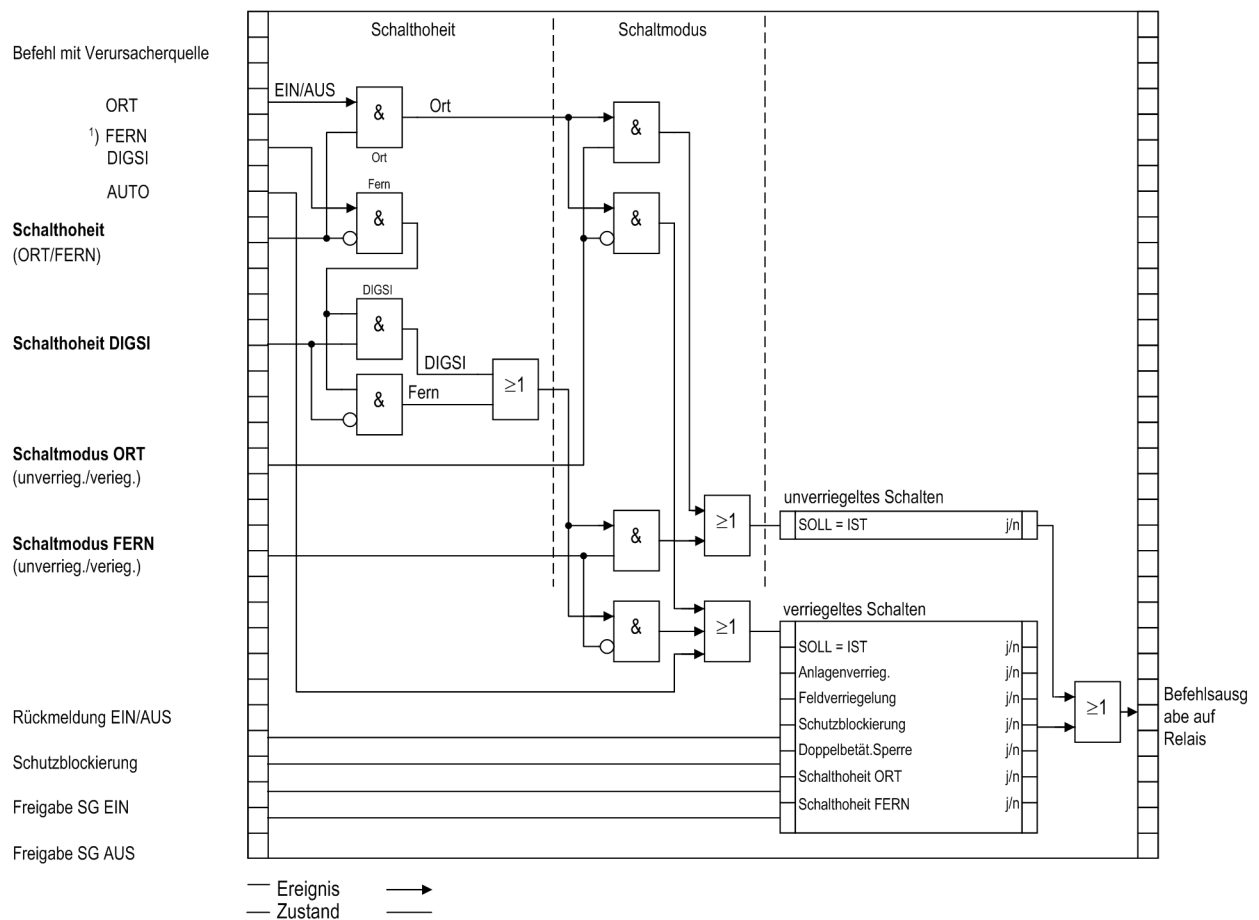 Schalthoheit
Schaltmodus
Befehl mit Verursacherquelle
EIN/AUS
ORT
&
Ort
&
¹) FERN
DIGSI
Ort
AUTO
Fern
Schalthoheit
&
&
(ORT/FERN)
DIGSI
&
Schalthoheit DIGSI
DIGSI
≥1
Fern
&
Schaltmodus ORT
(unverrieg./verieg.)
unverriegeltes Schalten
≥1
SOLL = IST j/n
&
Schaltmodus FERN
(unverrieg./verieg.)
verriegeltes Schalten
&
≥1
SOLL = IST j/n
Anlagenverrieg. j/n
Feldverriegelung j/n
Schutzblockierung j/n
Doppelbetät.Sperre j/n
Schalthoheit ORT j/n
Schalthoheit FERN j/n
≥1
Befehlsausg
abe auf
Relais
Rückmeldung EIN/AUS
Schutzblockierung
Freigabe SG EIN
Freigabe SG AUS
Ereignis
Zustand